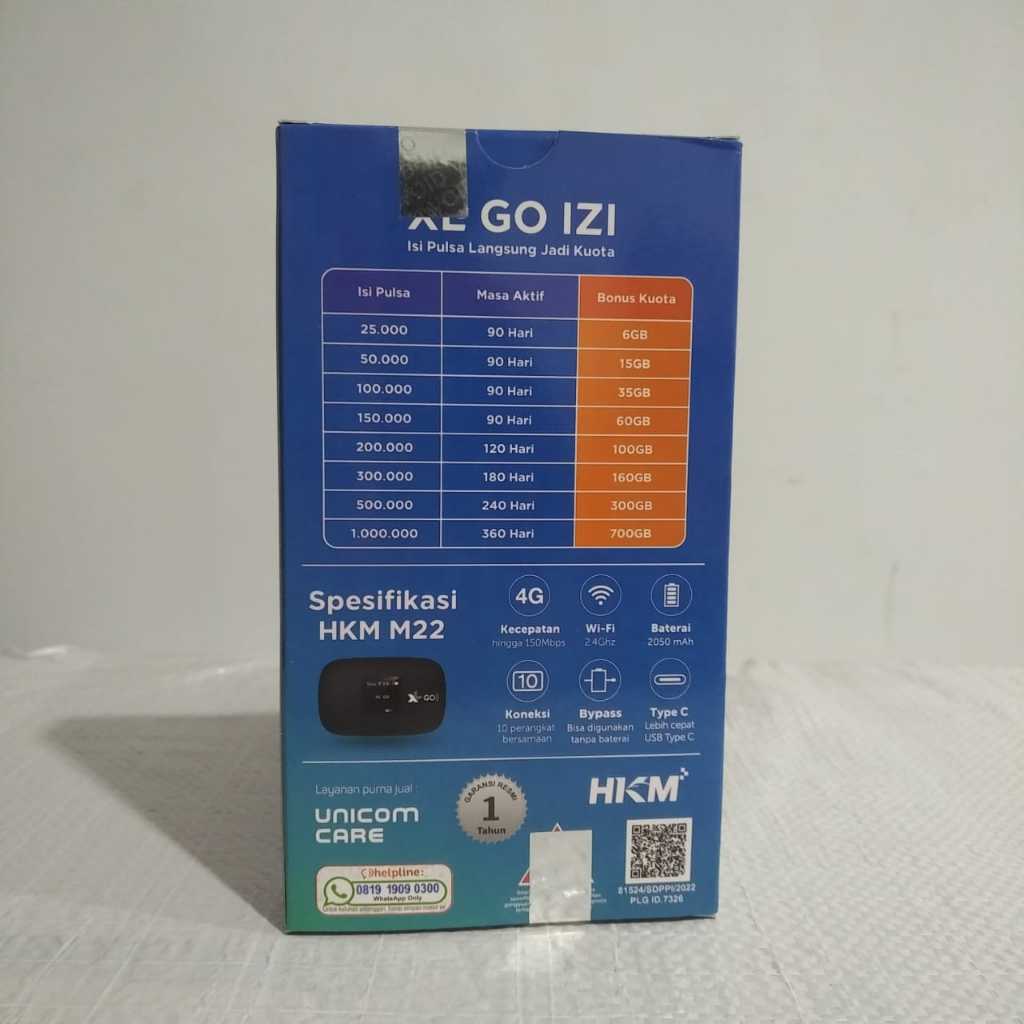 XL GO IZI
Isi Pulsa Langsung Jadi Kuota
Isi Pulsa Masa Aktif Bonus Kuota
25.000 90 Hari 6GB
50.000 90 Hari 15GB
100.000 90 Hari 35GB
150.000 90 Hari 60GB
200.000 120 Hari 100GB
300.000 180 Hari 160GB
500.000 240 Hari 300GB
1.000.000 360 Hari 700GB
Spesifikasi
HKM M22
XL GO
4G
Kecepatan
hingga 150Mbps
Wi-Fi
2.4Ghz
Baterai
2050 mAh
10
Koneksi
10 perangkat
bersamaan
Bypass
Bisa digunakan
tanpa baterai
Type C
Lebih cepat
USB Type C
Layanan purna jual :
UNICOM
CARE
GARANSI RESMI
1
Tahun
HKM
helpline:
0819 1909 0300
WhatsApp Only
81524/SDPPI/2022
PLG ID.7326